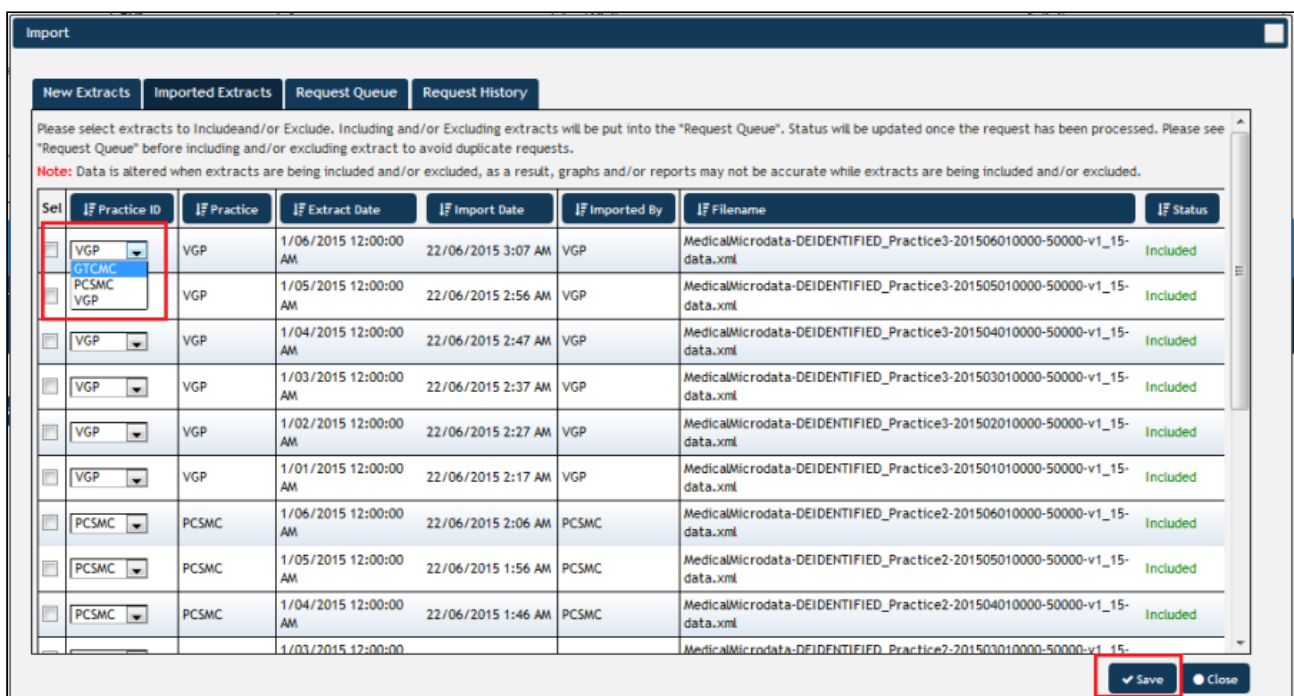 Import
New Extracts Imported Extracts Request Queue Request History
Please select extracts to Includeand/or Exclude. Including and/or Excluding extracts will be put into the "Request Queue". Status will be updated once the request has been processed. Please see
"Request Queue" before including and/or excluding extract to avoid duplicate requests.
Note: Data is altered when extracts are being included and/or excluded, as a result, graphs and/or reports may not be accurate while extracts are being included and/or excluded.
Sel Practice ID Practice Extract Date Import Date Imported By Filename Status
VGP VGP 1/06/2015 12:00:00 AM 22/06/2015 3:07 AM VGP MedicalMicrodata-DEIDENTIFIED_Practice3-201506010000-50000-v1_15-data.xml Included
GTCMC
PCSMC
VGP
VGP 1/05/2015 12:00:00 AM 22/06/2015 2:56 AM VGP MedicalMicrodata-DEIDENTIFIED_Practice3-201505010000-50000-v1_15-data.xml Included
VGP VGP 1/04/2015 12:00:00 AM 22/06/2015 2:47 AM VGP MedicalMicrodata-DEIDENTIFIED_Practice3-201504010000-50000-v1_15-data.xml Included
VGP VGP 1/03/2015 12:00:00 AM 22/06/2015 2:37 AM VGP MedicalMicrodata-DEIDENTIFIED_Practice3-201503010000-50000-v1_15-data.xml Included
VGP VGP 1/02/2015 12:00:00 AM 22/06/2015 2:27 AM VGP MedicalMicrodata-DEIDENTIFIED_Practice3-201502010000-50000-v1_15-data.xml Included
VGP VGP 1/01/2015 12:00:00 AM 22/06/2015 2:17 AM VGP MedicalMicrodata-DEIDENTIFIED_Practice3-201501010000-50000-v1_15-data.xml Included
PCSMC PCSMC 1/06/2015 12:00:00 AM 22/06/2015 2:06 AM PCSMC MedicalMicrodata-DEIDENTIFIED_Practice2-201506010000-50000-v1_15-data.xml Included
PCSMC PCSMC 1/05/2015 12:00:00 AM 22/06/2015 1:56 AM PCSMC MedicalMicrodata-DEIDENTIFIED_Practice2-201505010000-50000-v1_15-data.xml Included
PCSMC PCSMC 1/04/2015 12:00:00 AM 22/06/2015 1:46 AM PCSMC MedicalMicrodata-DEIDENTIFIED_Practice2-201504010000-50000-v1_15-data.xml Included
1/03/2015 12:00:00 MedicalMicrodata-DEIDENTIFIED_Practice2-201503010000-50000-v1_15-
Save Close